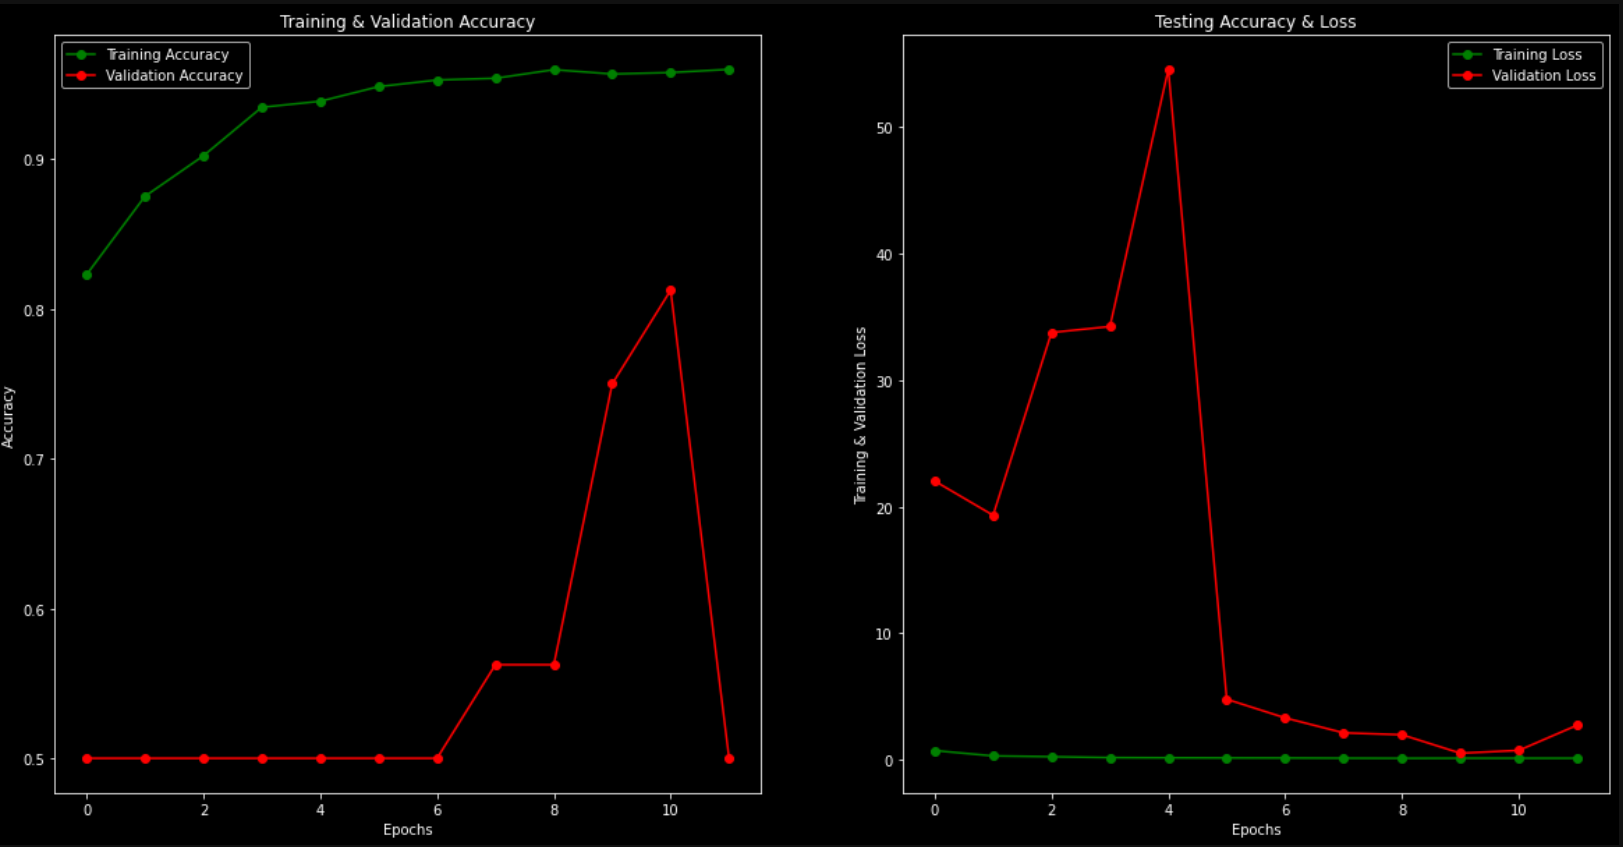 Training & Validation Accuracy
Training Accuracy
Validation Accuracy
0.9
0.8
0.7
0.6
0.5
Accuracy
0 2 4 6 8 10
Epochs
Testing Accuracy & Loss
Training Loss
Validation Loss
50
40
30
20
10
0
Training & Validation Loss
0 2 4 6 8 10
Epochs